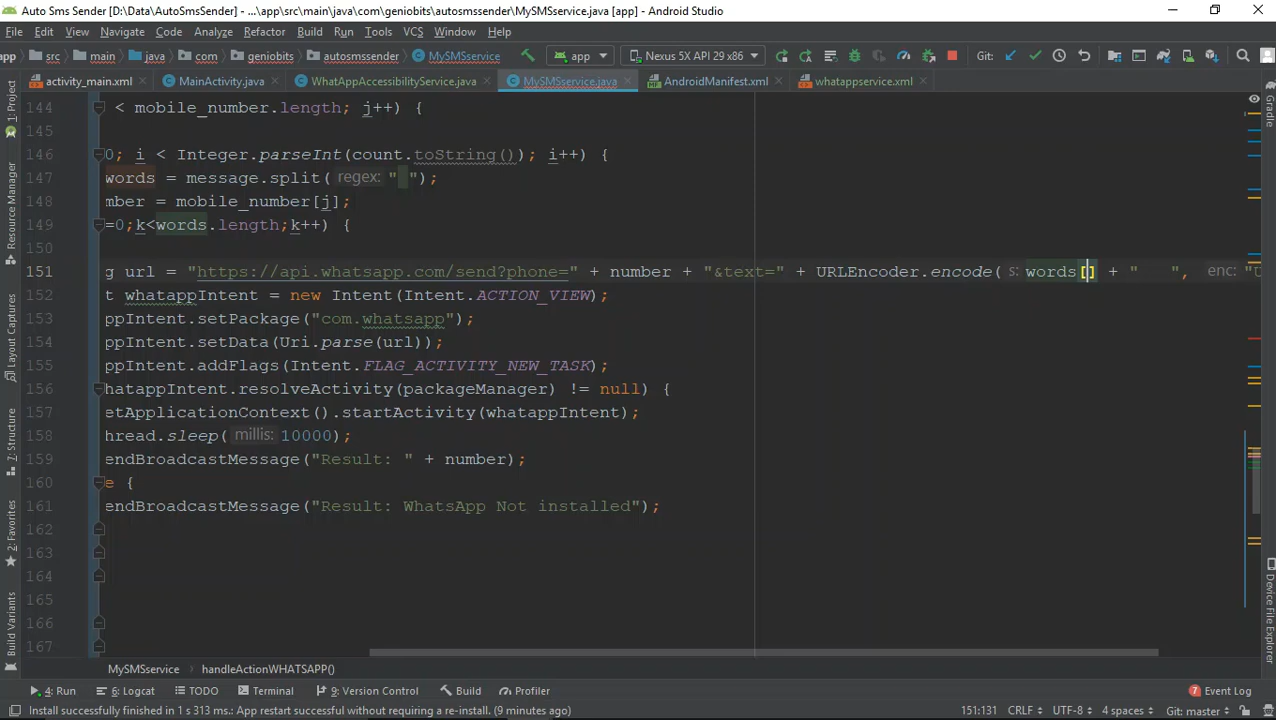 Auto Sms Sender [D:\Data\AutoSmsSender] - ...\app\src\main\java\com\geniobits\autosmssender\MySMSservice.java [app] - Android Studio
File Edit View Navigate Code Analyze Refactor Build Run Tools VCS Window Help
app src main java com geniobits autosmssender MySMSservice app Nexus 5X API 29 x86 Git:
activity_main.xml MainActivity.java WhatAppAccessibilityService.java MySMSservice.java AndroidManifest.xml whatappservice.xml
144 < mobile_number.length; j++) {
145
146 0; i < Integer.parseInt(count.toString()); i++) {
147 words = message.split( regex: " ");
148 mber = mobile_number[j];
149 =0;k<words.length;k++) {
150
151 g url = "https://api.whatsapp.com/send?phone=" + number + "&text=" + URLEncoder.encode( s: words[] + "   ", enc: "U
152 t whatappIntent = new Intent(Intent.ACTION_VIEW);
153 ppIntent.setPackage("com.whatsapp");
154 ppIntent.setData(Uri.parse(url));
155 ppIntent.addFlags(Intent.FLAG_ACTIVITY_NEW_TASK);
156 hatappIntent.resolveActivity(packageManager) != null) {
157 etApplicationContext().startActivity(whatappIntent);
158 hread.sleep( millis: 10000);
159 endBroadcastMessage("Result: " + number);
160 e {
161 endBroadcastMessage("Result: WhatsApp Not installed");
162
163
164
165
166
167
MySMSservice handleActionWHATSAPP()
1: Project
Resource Manager
Layout Captures
7: Structure
2: Favorites
Build Variants
Gradle
Device File Explorer
4: Run 6: Logcat TODO Terminal 9: Version Control Build Profiler 7 Event Log
Install successfully finished in 1 s 313 ms.: App restart successful without requiring a re-install. (9 minutes ago) 151:131 CRLF UTF-8 4 spaces Git: master